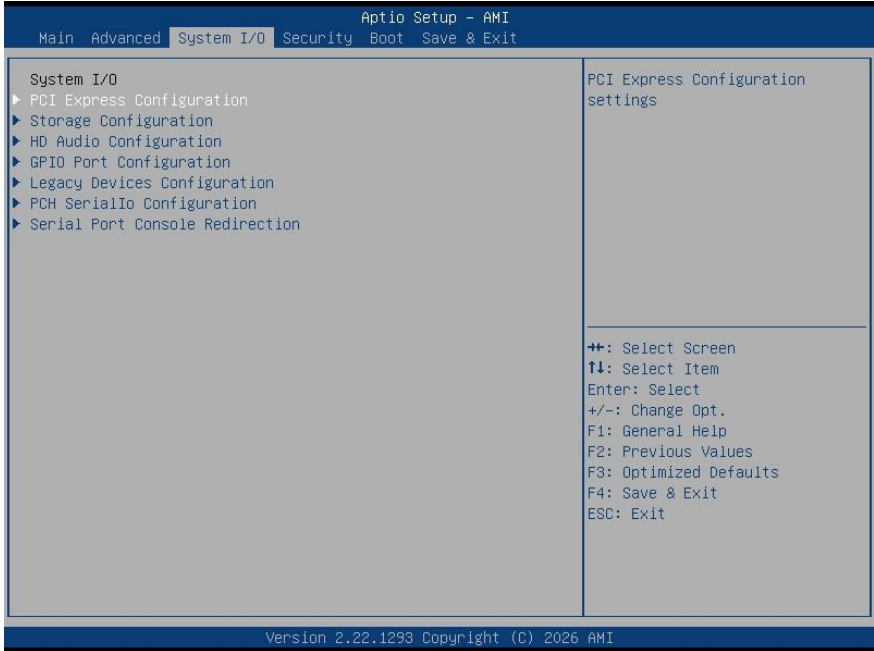 Aptio Setup – AMI
Main Advanced System I/O Security Boot Save & Exit
System I/O
▶ PCI Express Configuration
▶ Storage Configuration
▶ HD Audio Configuration
▶ GPIO Port Configuration
▶ Legacy Devices Configuration
▶ PCH SerialIo Configuration
▶ Serial Port Console Redirection
PCI Express Configuration
settings
→←: Select Screen
↑↓: Select Item
Enter: Select
+/-: Change Opt.
F1: General Help
F2: Previous Values
F3: Optimized Defaults
F4: Save & Exit
ESC: Exit
Version 2.22.1293 Copyright (C) 2026 AMI